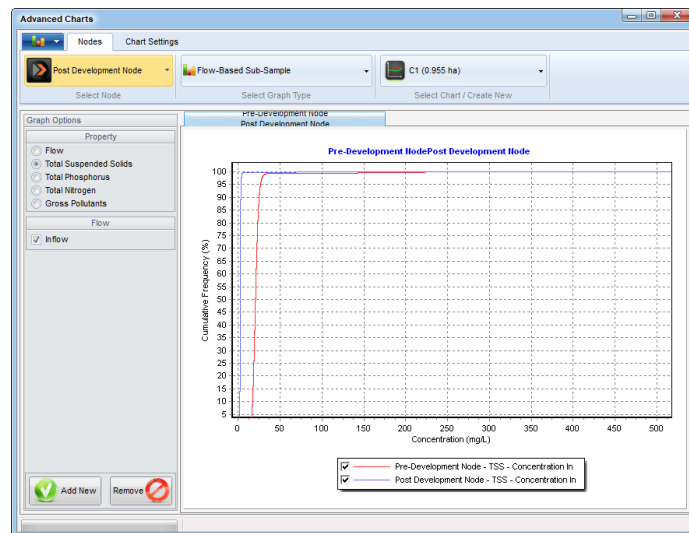 Advanced Charts
Nodes Chart Settings
Post Development Node Flow-Based Sub-Sample C1 (0.955 ha)
Select Node Select Graph Type Select Chart / Create New
Graph Options
Property
Flow
Total Suspended Solids
Total Phosphorus
Total Nitrogen
Gross Pollutants
Flow
Inflow
Add New Remove
Pre-Development Node
Post Development Node
Pre-Development NodePost Development Node
Cumulative Frequency (%)
100
95
90
85
80
75
70
65
60
55
50
45
40
35
30
25
20
15
10
5
0 50 100 150 200 250 300 350 400 450 500
Concentration (mg/L)
Pre-Development Node - TSS - Concentration In
Post Development Node - TSS - Concentration In